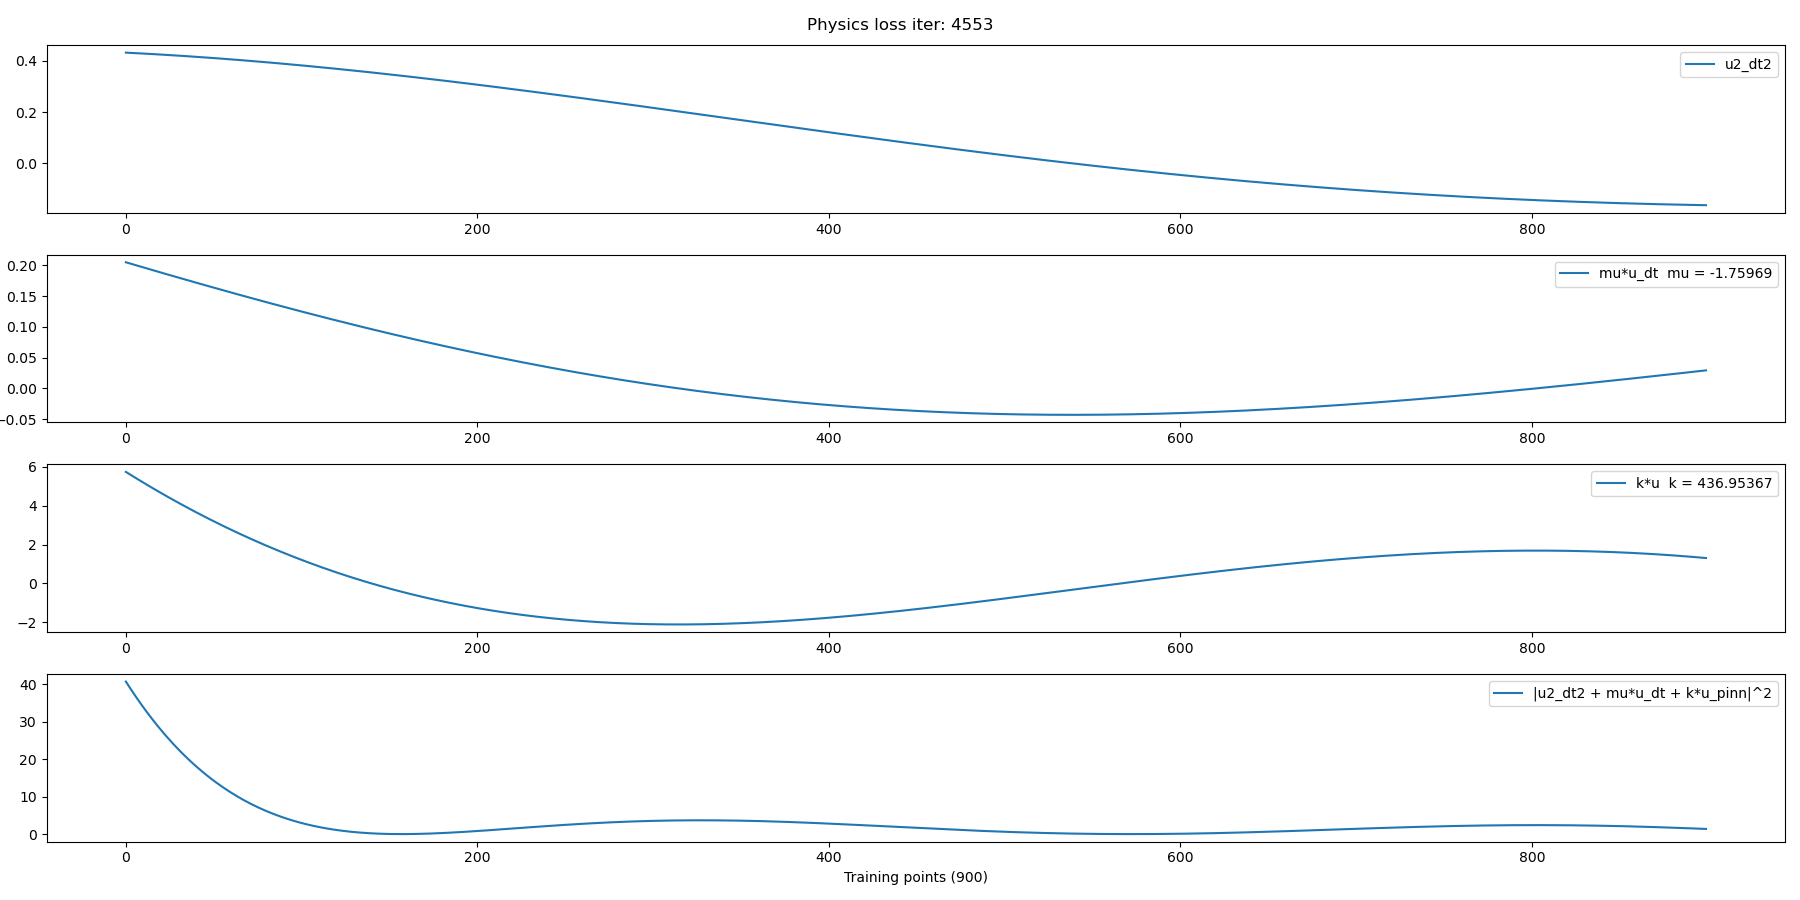 Physics loss iter: 4553
0.4
0.2
0.0
u2_dt2
0 200 400 600 800
0.20
0.15
0.10
0.05
0.00
−0.05
mu*u_dt  mu = -1.75969
0 200 400 600 800
6
4
2
0
−2
k*u  k = 436.95367
0 200 400 600 800
40
30
20
10
0
|u2_dt2 + mu*u_dt + k*u_pinn|^2
0 200 400 600 800
Training points (900)